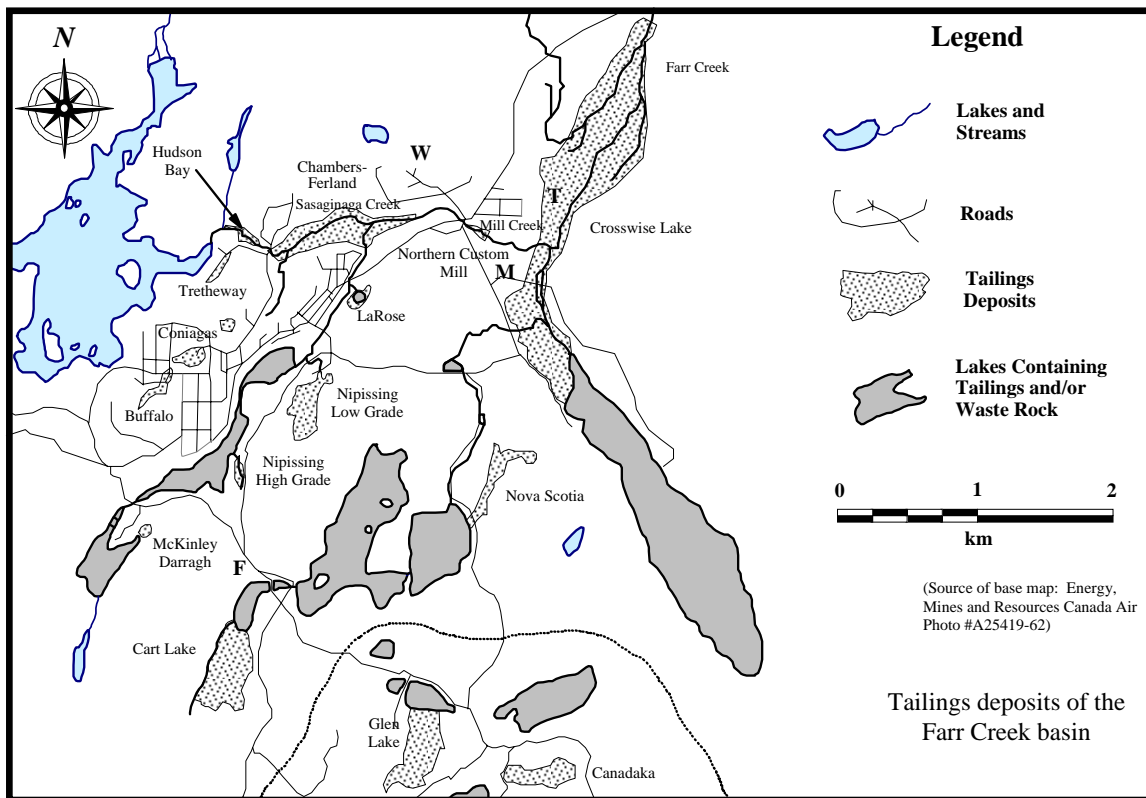 N
Hudson
Bay
Chambers-
Ferland
Sasaginaga Creek
W
Farr Creek
T
Mill Creek
Crosswise Lake
Northern Custom
Mill
M
Tretheway
LaRose
Coniagas
Buffalo
Nipissing
Low Grade
Nipissing
High Grade
Nova Scotia
McKinley
Darragh
F
Cart Lake
Glen
Lake
Canadaka
Legend
Lakes and
Streams
Roads
Tailings
Deposits
Lakes Containing
Tailings and/or
Waste Rock
0 1 2
km
(Source of base map: Energy,
Mines and Resources Canada Air
Photo #A25419-62)
Tailings deposits of the
Farr Creek basin